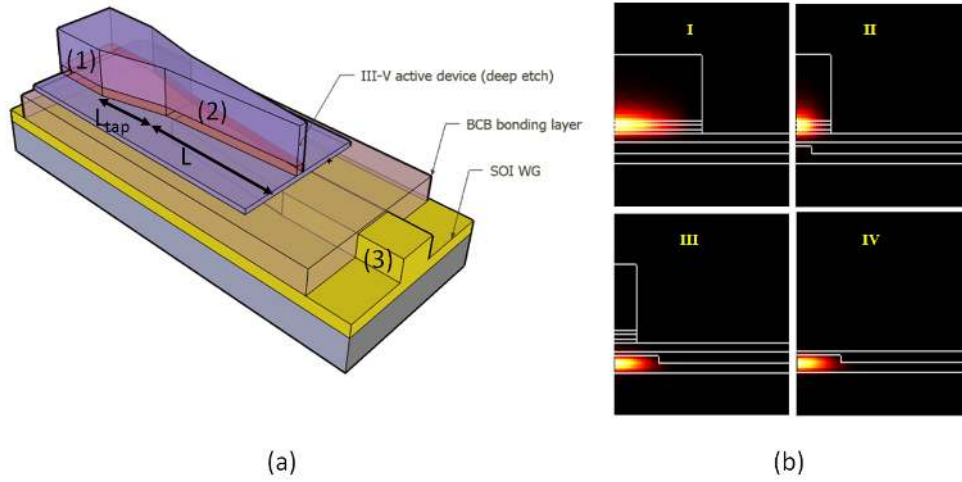 (1)
(2)
L_tap
L
III-V active device (deep etch)
BCB bonding layer
SOI WG
(3)
(a)
I
II
III
IV
(b)